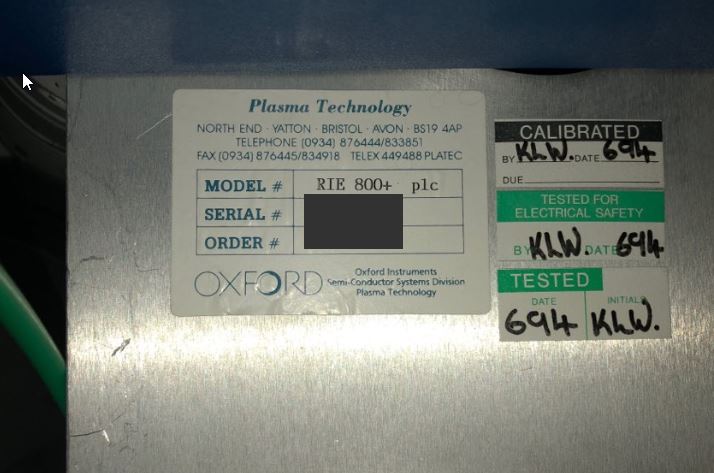 Plasma Technology
NORTH END · YATTON · BRISTOL · AVON · BS19 4AP
TELEPHONE (0934) 876444/833851
FAX (0934) 876445/834918 TELEX 449488 PLATEC
MODEL # RIE 800+ plc
SERIAL #
ORDER #
OXFORD
Oxford Instruments
Semi-Conductor Systems Division
Plasma Technology
CALIBRATED
BY KLW. DATE 694
DUE
TESTED FOR
ELECTRICAL SAFETY
BY KLW. DATE 694
TESTED
DATE INITIALS
694 KLW.